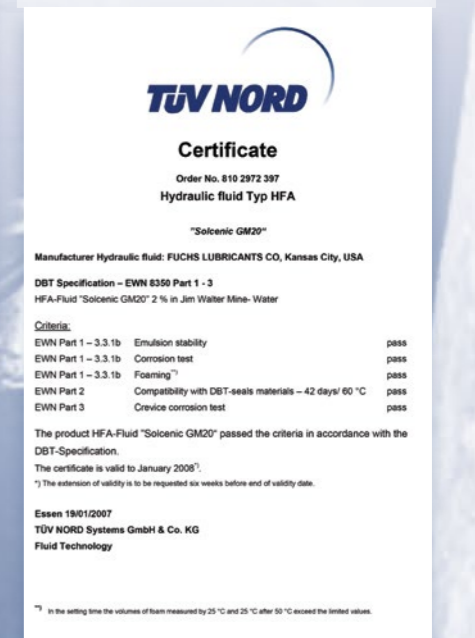 TÜV NORD
Certificate
Order No. 810 2972 397
Hydraulic fluid Typ HFA
"Solcenic GM20“
Manufacturer Hydraulic fluid: FUCHS LUBRICANTS CO, Kansas City, USA
DBT Specification – EWN 8350 Part 1 - 3
HFA-Fluid "Solcenic GM20" 2 % in Jim Walter Mine- Water
Criteria:
EWN Part 1 – 3.3.1b Emulsion stability pass
EWN Part 1 – 3.3.1b Corrosion test pass
EWN Part 1 – 3.3.1b Foaming**) pass
EWN Part 2 Compatibility with DBT-seals materials – 42 days/ 60 °C pass
EWN Part 3 Crevice corrosion test pass
The product HFA-Fluid "Solcenic GM20" passed the criteria in accordance with the
DBT-Specification.
The certificate is valid to January 2008*).
*) The extension of validity is to be requested six weeks before end of validity date.
Essen 19/01/2007
TÜV NORD Systems GmbH & Co. KG
Fluid Technology
**) In the setting time the volumes of foam measured by 25 °C and 25 °C after 50 °C exceed the limited values.